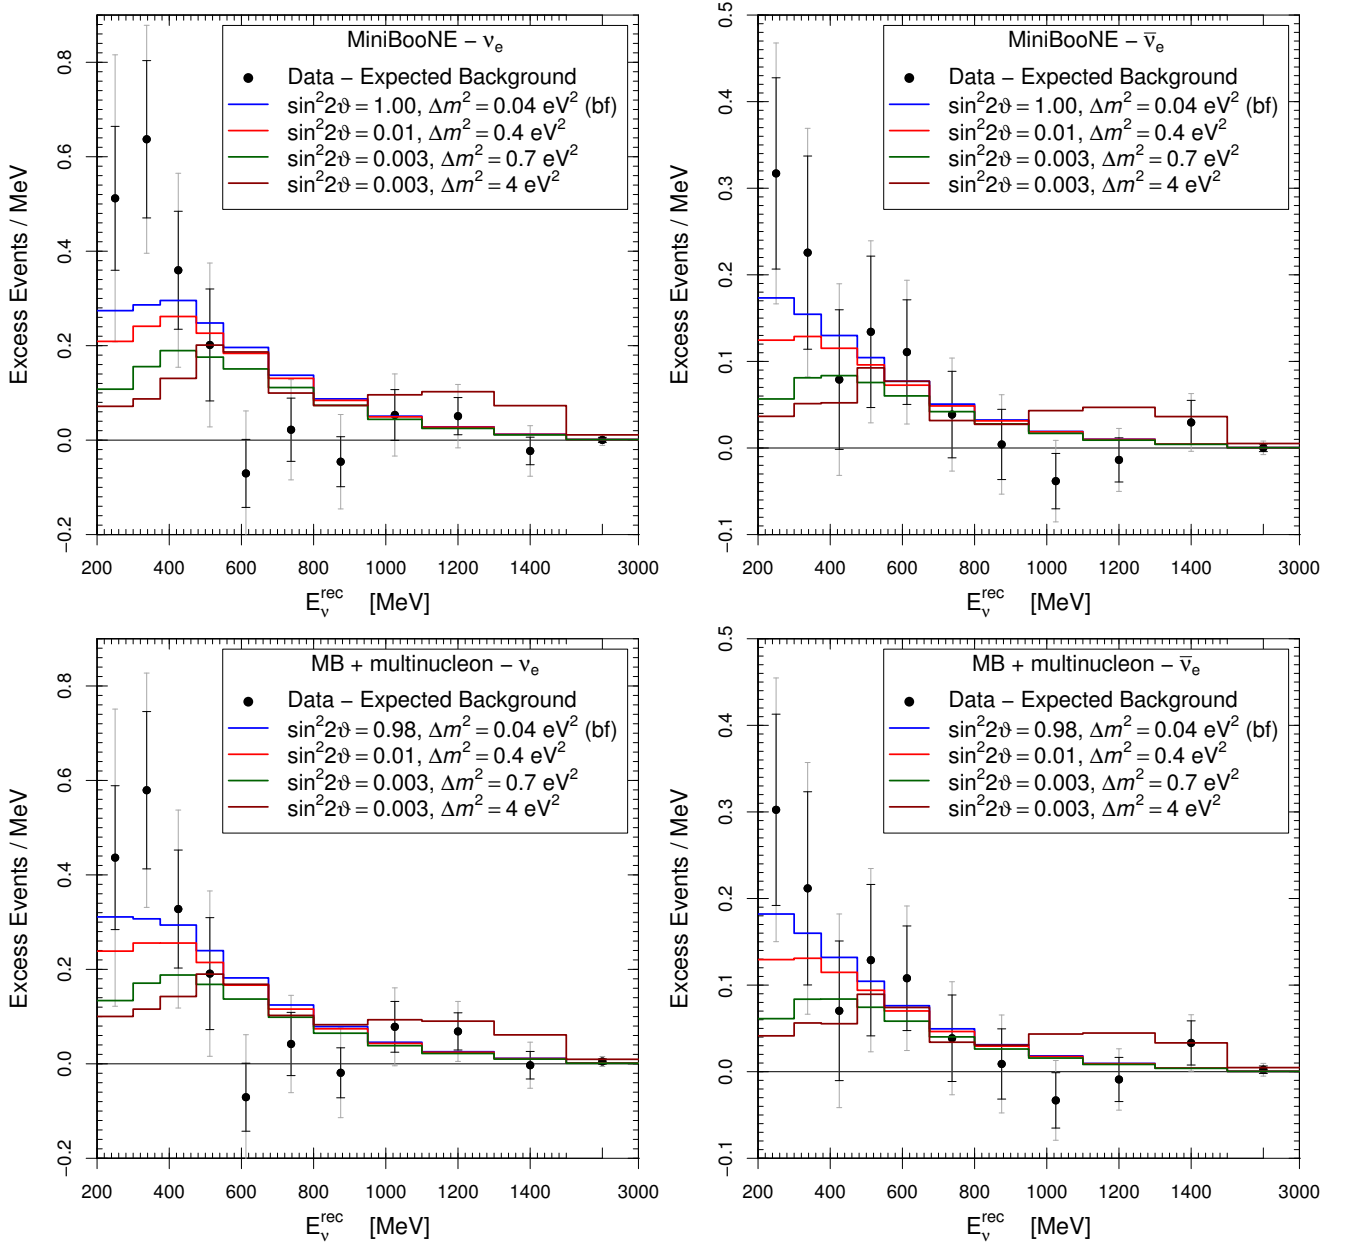 MiniBooNE − νe
Data − Expected Background
sin²2ϑ = 1.00, Δm² = 0.04 eV² (bf)
sin²2ϑ = 0.01, Δm² = 0.4 eV²
sin²2ϑ = 0.003, Δm² = 0.7 eV²
sin²2ϑ = 0.003, Δm² = 4 eV²
Excess Events / MeV
−0.2 0.0 0.2 0.4 0.6 0.8
200 400 600 800 1000 1200 1400 3000
Eνrec [MeV]
MiniBooNE − ν̄e
Data − Expected Background
sin²2ϑ = 1.00, Δm² = 0.04 eV² (bf)
sin²2ϑ = 0.01, Δm² = 0.4 eV²
sin²2ϑ = 0.003, Δm² = 0.7 eV²
sin²2ϑ = 0.003, Δm² = 4 eV²
Excess Events / MeV
−0.1 0.0 0.1 0.2 0.3 0.4 0.5
200 400 600 800 1000 1200 1400 3000
Eνrec [MeV]
MB + multinucleon − νe
Data − Expected Background
sin²2ϑ = 0.98, Δm² = 0.04 eV² (bf)
sin²2ϑ = 0.01, Δm² = 0.4 eV²
sin²2ϑ = 0.003, Δm² = 0.7 eV²
sin²2ϑ = 0.003, Δm² = 4 eV²
Excess Events / MeV
−0.2 0.0 0.2 0.4 0.6 0.8
200 400 600 800 1000 1200 1400 3000
Eνrec [MeV]
MB + multinucleon − ν̄e
Data − Expected Background
sin²2ϑ = 0.98, Δm² = 0.04 eV² (bf)
sin²2ϑ = 0.01, Δm² = 0.4 eV²
sin²2ϑ = 0.003, Δm² = 0.7 eV²
sin²2ϑ = 0.003, Δm² = 4 eV²
Excess Events / MeV
−0.1 0.0 0.1 0.2 0.3 0.4 0.5
200 400 600 800 1000 1200 1400 3000
Eνrec [MeV]